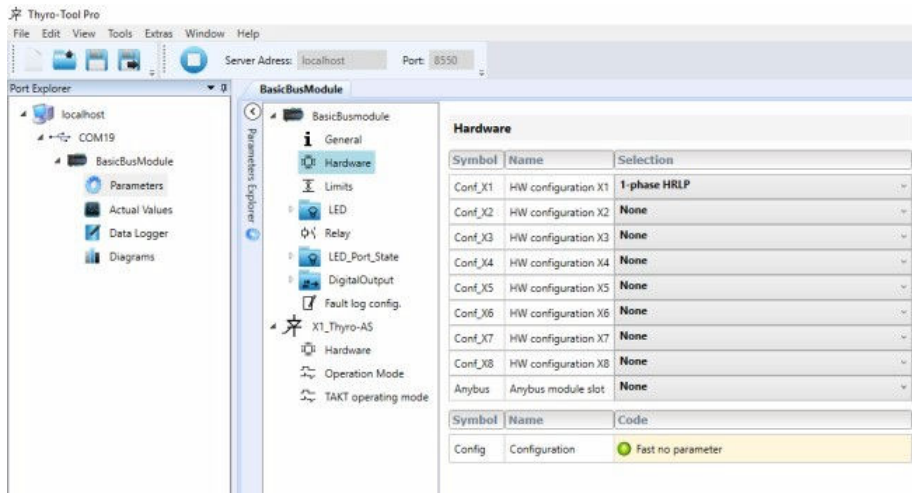 Thyro-Tool Pro
File Edit View Tools Extras Window Help
Server Adress: localhost Port: 8550
Port Explorer
localhost
COM19
BasicBusModule
Parameters
Actual Values
Data Logger
Diagrams
Parameters Explorer
BasicBusModule
BasicBusmodule
General
Hardware
Limits
LED
Relay
LED_Port_State
DigitalOutput
Fault log config.
X1_Thyro-AS
Hardware
Operation Mode
TAKT operating mode
Hardware
Symbol Name Selection
Conf_X1 HW configuration X1 1-phase HRLP
Conf_X2 HW configuration X2 None
Conf_X3 HW configuration X3 None
Conf_X4 HW configuration X4 None
Conf_X5 HW configuration X5 None
Conf_X6 HW configuration X6 None
Conf_X7 HW configuration X7 None
Conf_X8 HW configuration X8 None
Anybus Anybus module slot None
Symbol Name Code
Config Configuration Fast no parameter